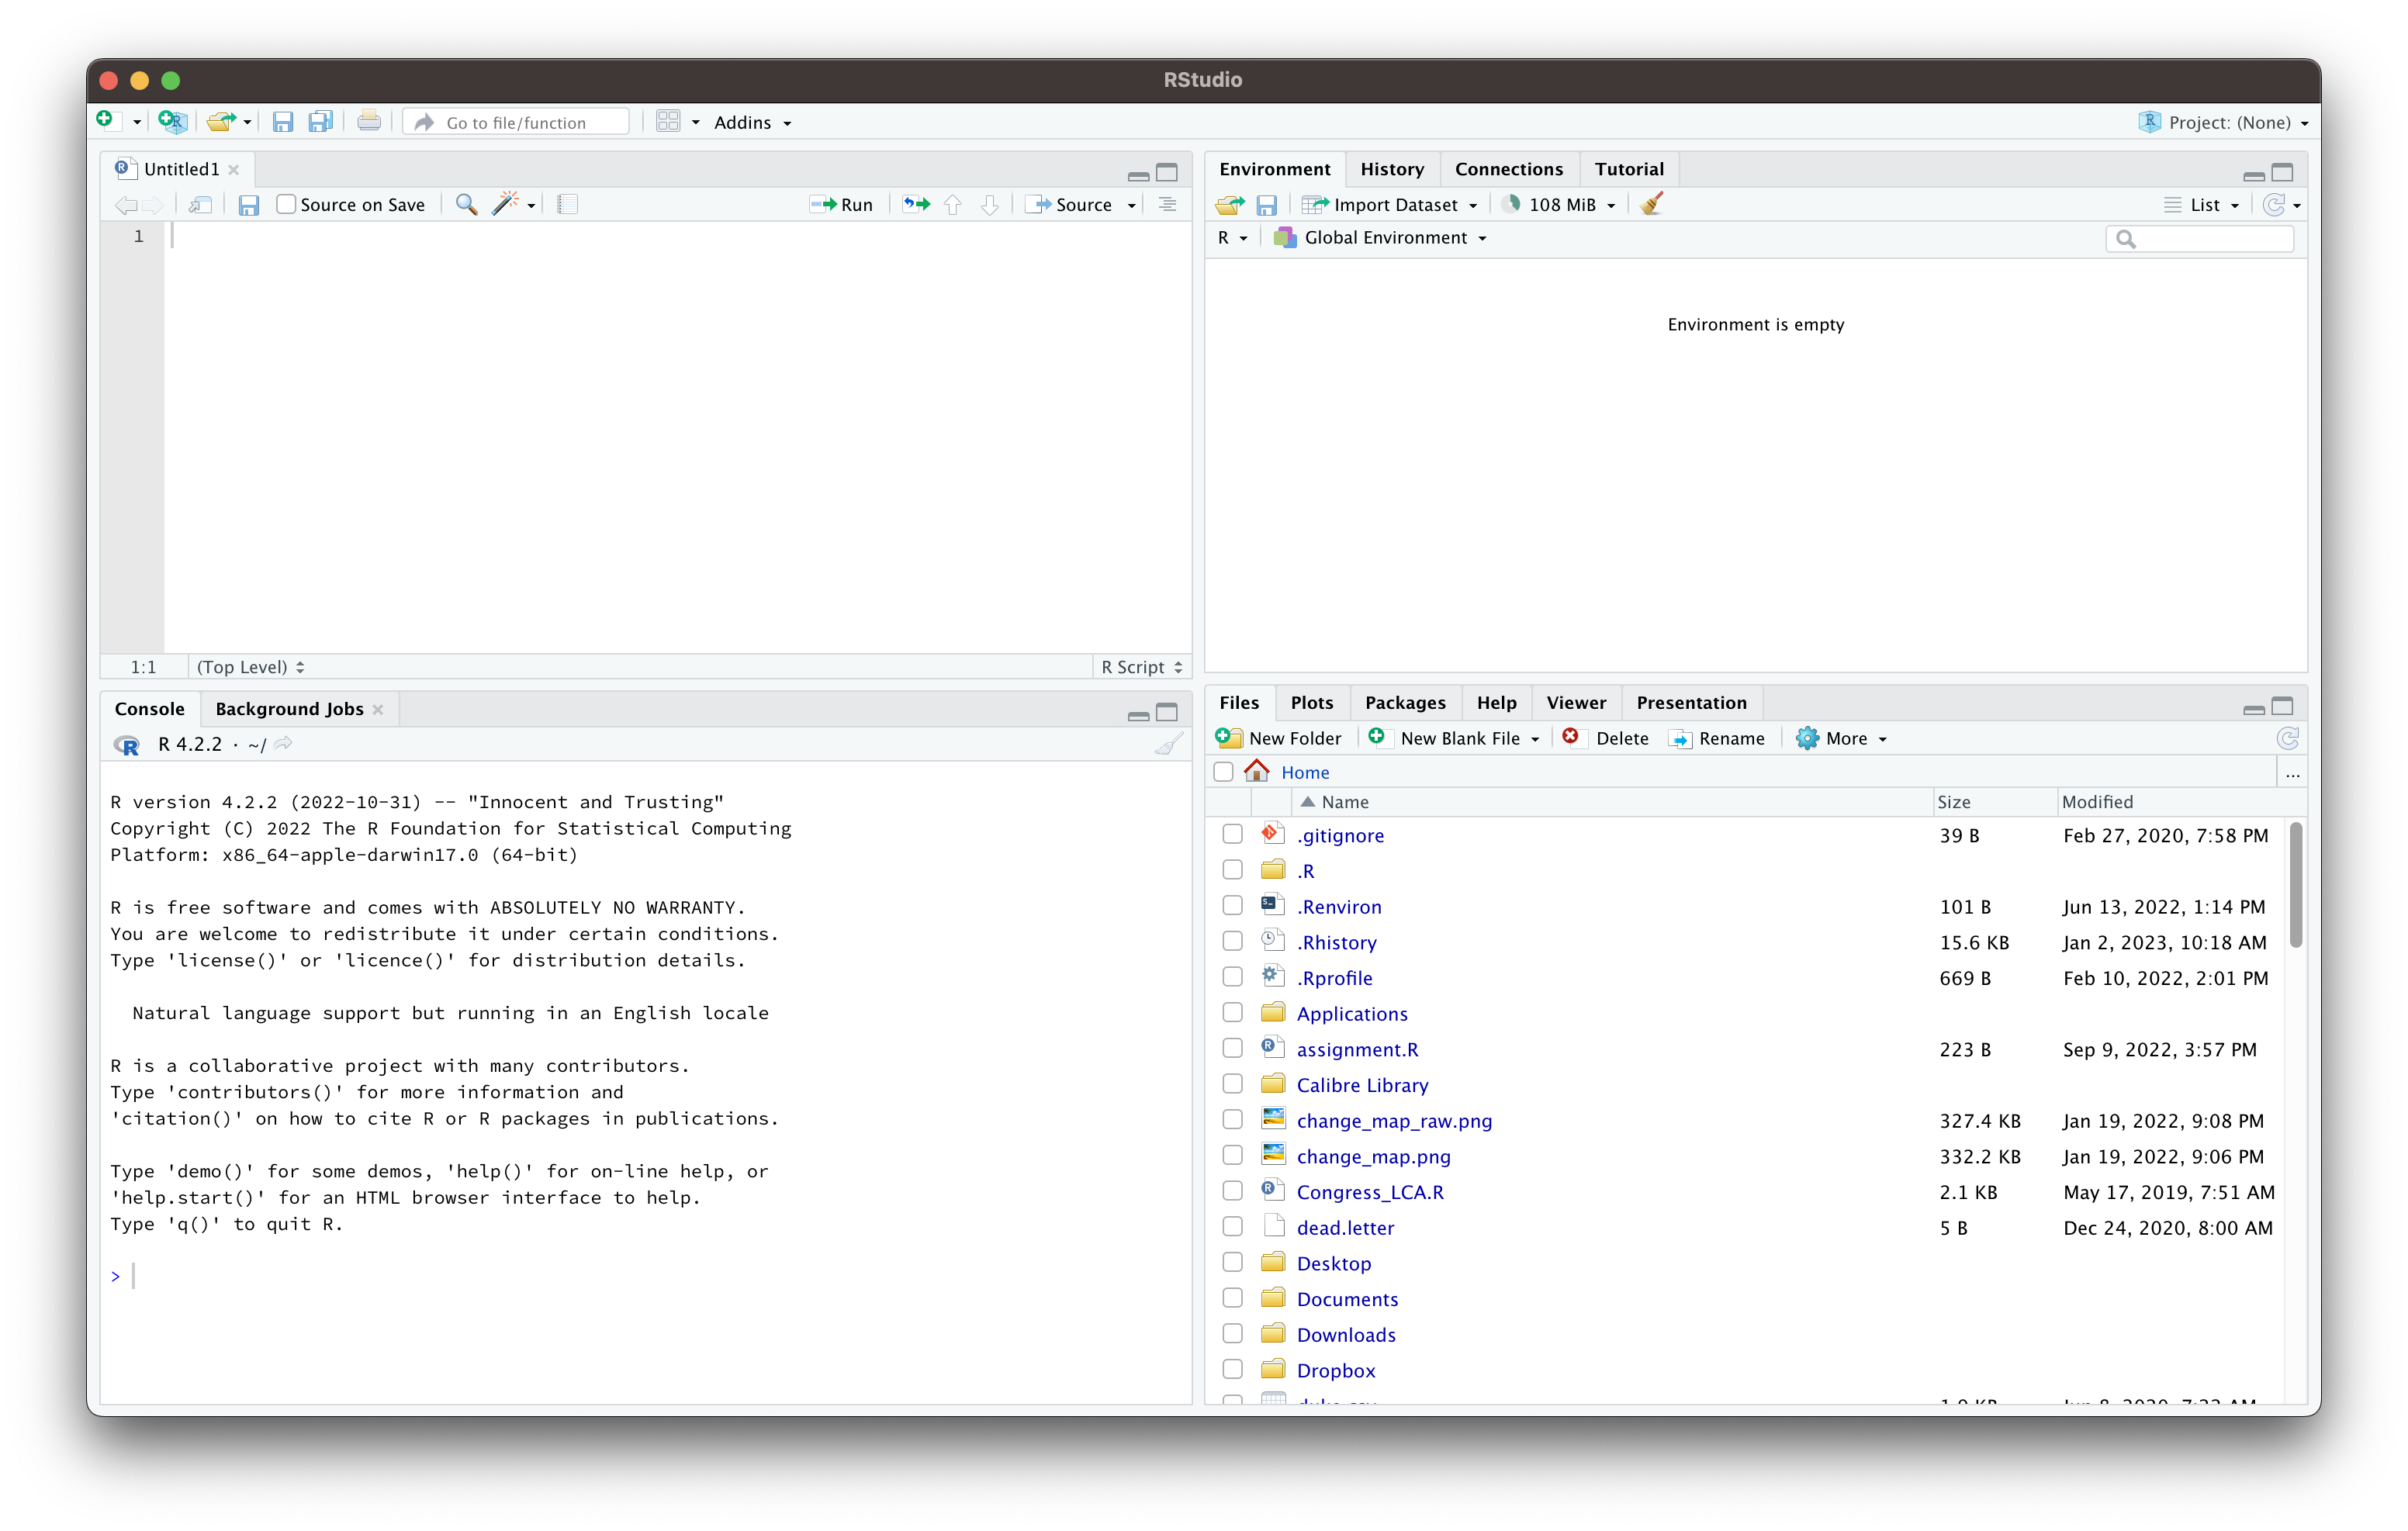 RStudio
Go to file/function
Addins
Project: (None)
Untitled1
Source on Save
Run
Source
1
1:1
(Top Level)
R Script
Environment
History
Connections
Tutorial
Import Dataset
108 MiB
List
R
Global Environment
Environment is empty
Console
Background Jobs
R 4.2.2 · ~/
R version 4.2.2 (2022-10-31) -- "Innocent and Trusting"
Copyright (C) 2022 The R Foundation for Statistical Computing
Platform: x86_64-apple-darwin17.0 (64-bit)
R is free software and comes with ABSOLUTELY NO WARRANTY.
You are welcome to redistribute it under certain conditions.
Type 'license()' or 'licence()' for distribution details.
Natural language support but running in an English locale
R is a collaborative project with many contributors.
Type 'contributors()' for more information and
'citation()' on how to cite R or R packages in publications.
Type 'demo()' for some demos, 'help()' for on-line help, or
'help.start()' for an HTML browser interface to help.
Type 'q()' to quit R.
>
Files
Plots
Packages
Help
Viewer
Presentation
New Folder
New Blank File
Delete
Rename
More
Home
...
Name Size Modified
.gitignore 39 B Feb 27, 2020, 7:58 PM
.R
.Renviron 101 B Jun 13, 2022, 1:14 PM
.Rhistory 15.6 KB Jan 2, 2023, 10:18 AM
.Rprofile 669 B Feb 10, 2022, 2:01 PM
Applications
assignment.R 223 B Sep 9, 2022, 3:57 PM
Calibre Library
change_map_raw.png 327.4 KB Jan 19, 2022, 9:08 PM
change_map.png 332.2 KB Jan 19, 2022, 9:06 PM
Congress_LCA.R 2.1 KB May 17, 2019, 7:51 AM
dead.letter 5 B Dec 24, 2020, 8:00 AM
Desktop
Documents
Downloads
Dropbox